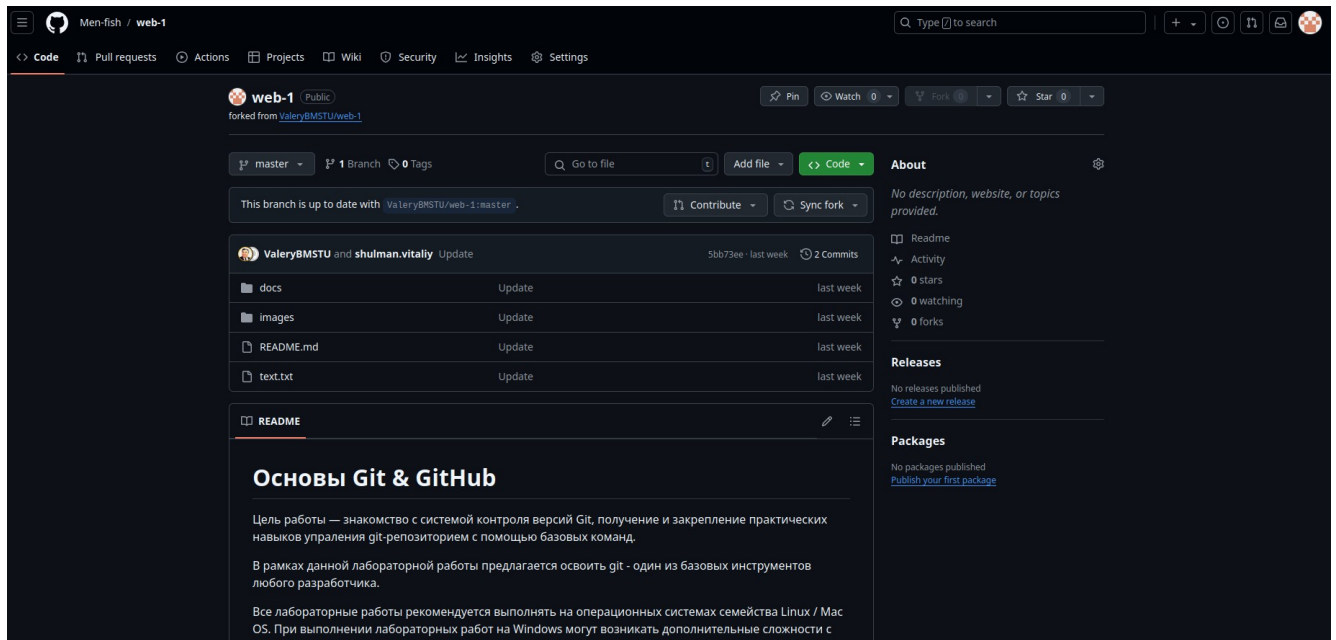 Men-fish / web-1
Type / to search
Code Pull requests Actions Projects Wiki Security Insights Settings
web-1 Public
Pin Watch 0 Fork 0 Star 0
forked from ValeryBMSTU/web-1
master 1 Branch 0 Tags Go to file t Add file Code
This branch is up to date with ValeryBMSTU/web-1:master . Contribute Sync fork
ValeryBMSTU and shulman.vitaliy Update 5bb73ee · last week 2 Commits
docs Update last week
images Update last week
README.md Update last week
text.txt Update last week
README
Основы Git & GitHub
Цель работы — знакомство с системой контроля версий Git, получение и закрепление практических
навыков упраления git-репозиторием с помощью базовых команд.
В рамках данной лабораторной работы предлагается освоить git - один из базовых инструментов
любого разработчика.
Все лабораторные работы рекомендуется выполнять на операционных системах семейства Linux / Mac
OS. При выполнении лабораторных работ на Windows могут возникать дополнительные сложности с
About
No description, website, or topics
provided.
Readme
Activity
0 stars
0 watching
0 forks
Releases
No releases published
Create a new release
Packages
No packages published
Publish your first package